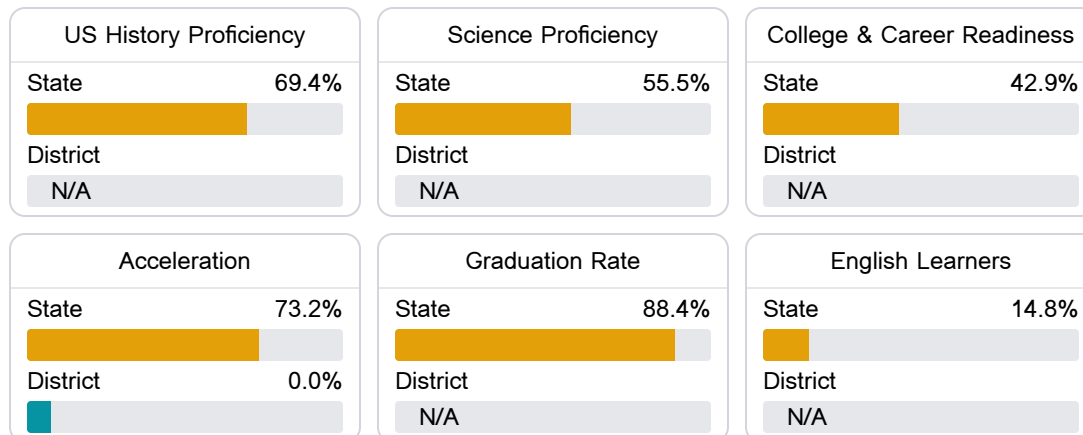 US History Proficiency
State 69.4%
District
N/A
Science Proficiency
State 55.5%
District
N/A
College & Career Readiness
State 42.9%
District
N/A
Acceleration
State 73.2%
District 0.0%
Graduation Rate
State 88.4%
District
N/A
English Learners
State 14.8%
District
N/A